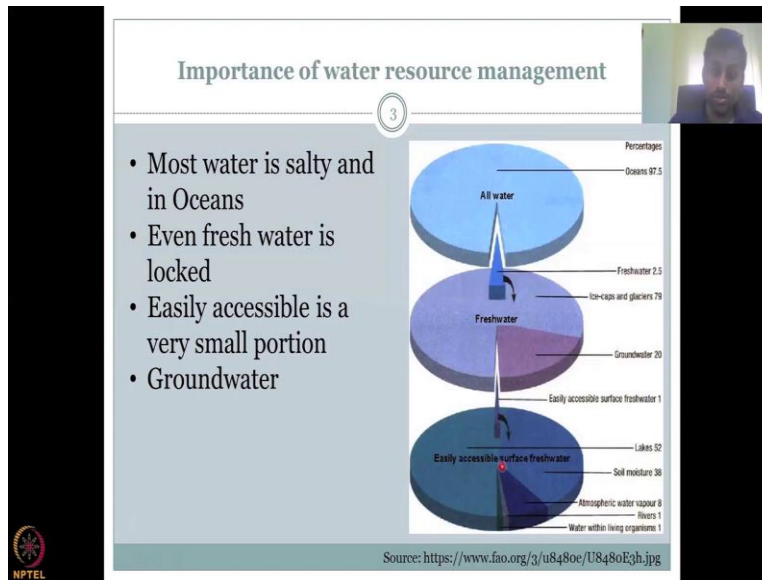 Importance of water resource management
3
• Most water is salty and
in Oceans
• Even fresh water is
locked
• Easily accessible is a
very small portion
• Groundwater
Percentages
Oceans 97.5
All water
Freshwater 2.5
Ice-caps and glaciers 79
Freshwater
Groundwater 20
Easily accessible surface freshwater 1
Lakes 52
Easily accessible surface freshwater
Soil moisture 38
Atmospheric water vapour 8
Rivers 1
Water within living organisms 1
Source: https://www.fao.org/3/u8480e/U8480E3h.jpg
NPTEL